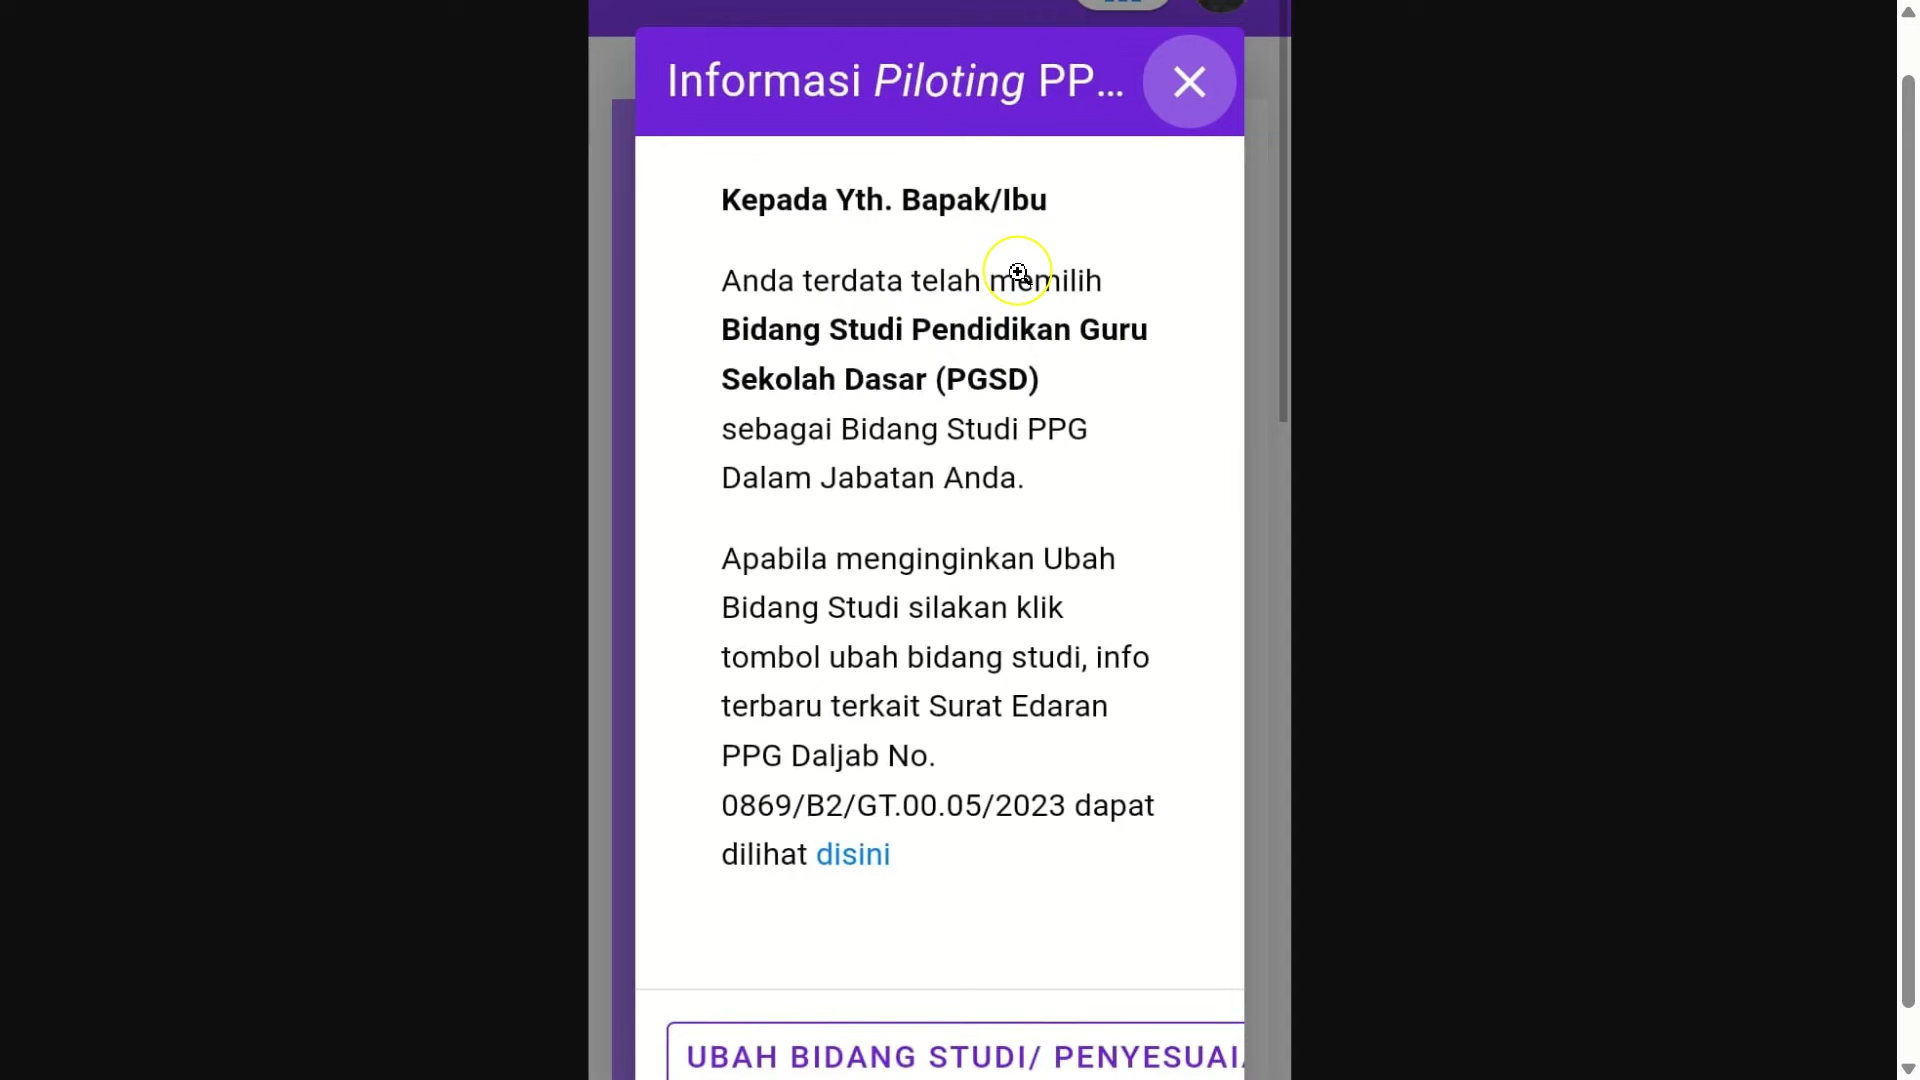 Informasi Piloting PP...
Kepada Yth. Bapak/Ibu
Anda terdata telah memilih
Bidang Studi Pendidikan Guru
Sekolah Dasar (PGSD)
sebagai Bidang Studi PPG
Dalam Jabatan Anda.
Apabila menginginkan Ubah
Bidang Studi silakan klik
tombol ubah bidang studi, info
terbaru terkait Surat Edaran
PPG Daljab No.
0869/B2/GT.00.05/2023 dapat
dilihat disini
UBAH BIDANG STUDI/ PENYESUAI